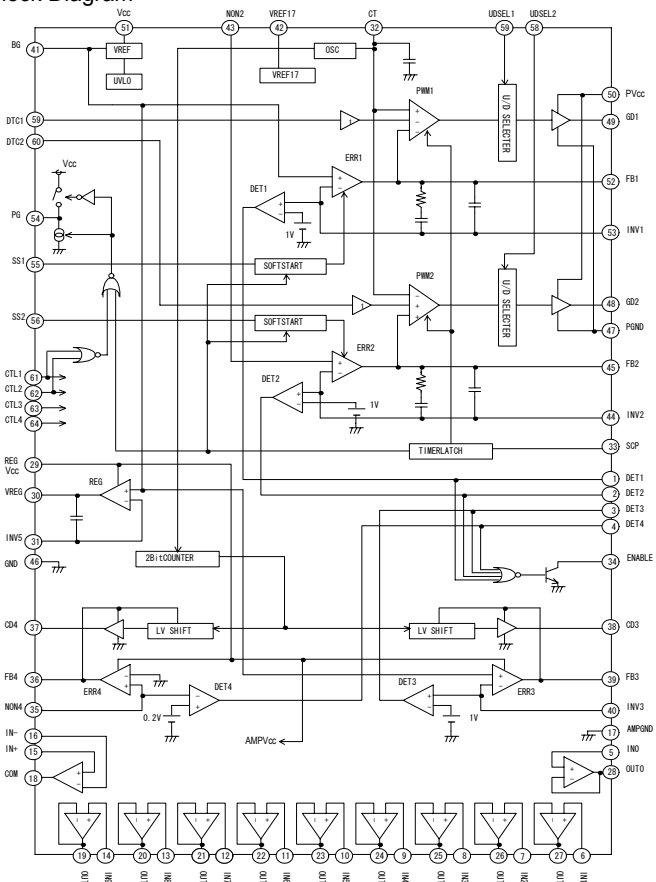 lock Diagram
Vcc
NON2
VREF17
CT
UDSEL1
UDSEL2
51
43
42
32
59
58
BG
41
VREF
UVLO
VREF17
OSC
PWM1
U/D SELECTER
50
PVcc
49
GD1
DTC1
59
DTC2
60
1
Vcc
ERR1
DET1
1V
52
FB1
53
INV1
PG
54
SS1
55
SOFTSTART
PWM2
U/D SELECTER
1
48
GD2
47
PGND
SS2
56
SOFTSTART
ERR2
DET2
1V
45
FB2
44
INV2
CTL1
61
CTL2
62
CTL3
63
CTL4
64
TIMERLATCH
33
SCP
REG
Vcc
29
VREG
30
REG
INV5
31
GND
46
1
DET1
2
DET2
3
DET3
4
DET4
34
ENABLE
2BitCOUNTER
CD4
37
LV SHIFT
LV SHIFT
38
CD3
FB4
36
ERR4
DET4
DET3
ERR3
39
FB3
NON4
35
0.2V
1V
40
INV3
AMPVcc
17
AMPGND
IN-
16
IN+
15
COM
18
5
IN0
28
OUT0
19
14
20
13
21
12
22
11
23
10
24
9
25
8
26
7
27
6